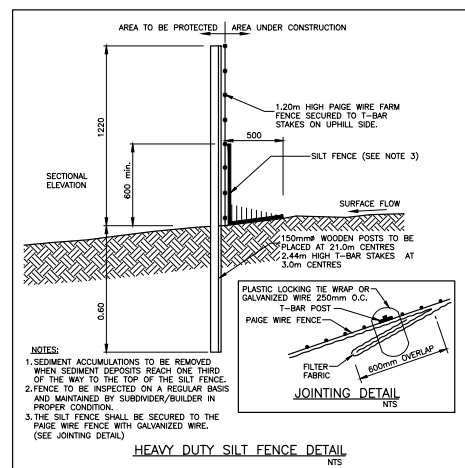 AREA TO BE PROTECTED
AREA UNDER CONSTRUCTION
1220
600 min.
500
1.20m HIGH PAIGE WIRE FARM
FENCE SECURED TO T-BAR
STAKES ON UPHILL SIDE.
SILT FENCE (SEE NOTE 3)
SECTIONAL
ELEVATION
SURFACE FLOW
150mmø WOODEN POSTS TO BE
PLACED AT 21.0m CENTRES
2.44m HIGH T-BAR STAKES AT
3.0m CENTRES
0.60
PLASTIC LOCKING TIE WRAP OR
GALVANIZED WIRE 250mm O.C.
T-BAR POST
PAIGE WIRE FENCE
FILTER
FABRIC
600mm OVERLAP
JOINTING DETAIL
NTS
NOTES:
1. SEDIMENT ACCUMULATIONS TO BE REMOVED
WHEN SEDIMENT DEPOSITS REACH ONE THIRD
OF THE WAY TO THE TOP OF THE SILT FENCE.
2. FENCE TO BE INSPECTED ON A REGULAR BASIS
AND MAINTAINED BY SUBDIVIDER/BUILDER IN
PROPER CONDITION.
3. THE SILT FENCE SHALL BE SECURED TO THE
PAIGE WIRE FENCE WITH GALVANIZED WIRE.
(SEE JOINTING DETAIL)
HEAVY DUTY SILT FENCE DETAIL
NTS